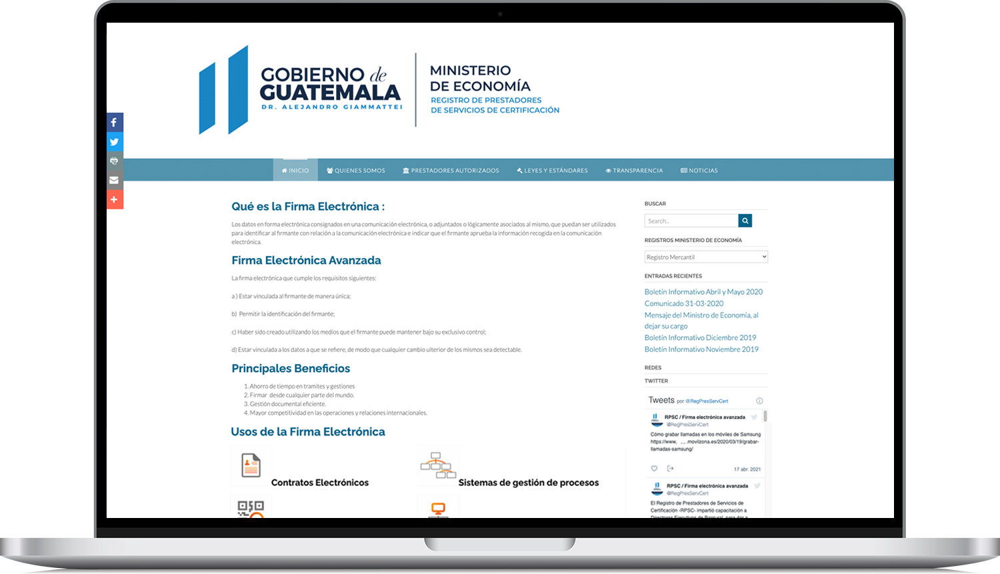 GOBIERNO de
GUATEMALA
DR. ALEJANDRO GIAMMATTEI
MINISTERIO
DE ECONOMÍA
REGISTRO DE PRESTADORES
DE SERVICIOS DE CERTIFICACIÓN
INICIO QUIENES SOMOS PRESTADORES AUTORIZADOS LEYES Y ESTÁNDARES TRANSPARENCIA NOTICIAS
Qué es la Firma Electrónica :
Los datos en forma electrónica consignados en una comunicación electrónica, o adjuntados o lógicamente asociados al mismo, que puedan ser utilizados
para identificar al firmante con relación a la comunicación electrónica e indicar que el firmante aprueba la información recogida en la comunicación
electrónica.
Firma Electrónica Avanzada
La firma electrónica que cumple los requisitos siguientes:
a ) Estar vinculada al firmante de manera única;
b) Permitir la identificación del firmante;
c) Haber sido creado utilizando los medios que el firmante puede mantener bajo su exclusivo control;
d) Estar vinculada a los datos a que se refiere, de modo que cualquier cambio ulterior de los mismos sea detectable.
Principales Beneficios
1. Ahorro de tiempo en tramites y gestiones
2. Firmar desde cualquier parte del mundo.
3. Gestión documental eficiente.
4. Mayor competitividad en las operaciones y relaciones internacionales.
Usos de la Firma Electrónica
Contratos Electrónicos
Sistemas de gestión de procesos
BUSCAR
Search...
REGISTROS MINISTERIO DE ECONOMÍA
Registro Mercantil
ENTRADAS RECIENTES
Boletín Informativo Abril y Mayo 2020
Comunicado 31-03-2020
Mensaje del Ministro de Economía, al
dejar su cargo
Boletín Informativo Diciembre 2019
Boletín Informativo Noviembre 2019
REDES
TWITTER
Tweets por @RegPresServCert
RPSC / Firma electrónica avanzada
@RegPresServCert
Cómo grabar llamadas en los móviles de Samsung
https://www, . , . .movilzona.es/2020/03/19/grabar-
llamadas-samsung/
17 abr. 2021
RPSC / Firma electrónica avanzada
@RegPresServCert
El Registro de Prestadores de Servicios de
Certificación -RPSC- impartió capacitación a
Directores Ejecutivos de Banrural, para dar a